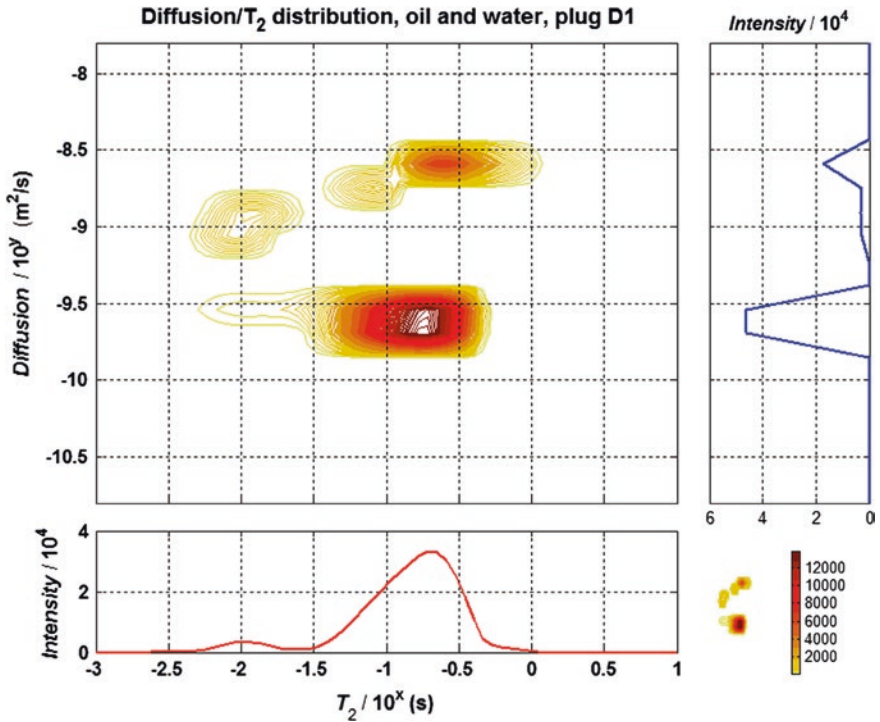 Diffusion/T2 distribution, oil and water, plug D1
Intensity / 10^4
Diffusion / 10^y (m^2/s)
-8
-8.5
-9
-9.5
-10
-10.5
6 4 2 0 0
Intensity / 10^4
4
2
0
-3 -2.5 -2 -1.5 -1 -0.5 0 0.5 1
T2 / 10^x (s)
12000
10000
8000
6000
4000
2000